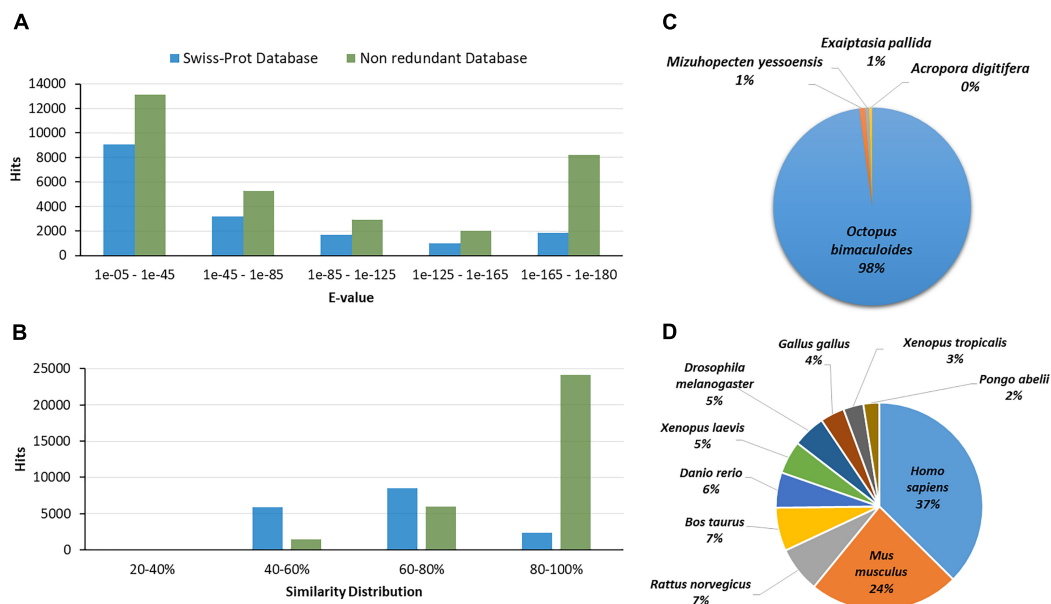 A
Swiss-Prot Database
Non redundant Database
14000
12000
10000
8000
6000
4000
2000
0
Hits
1e-05 - 1e-45
1e-45 - 1e-85
1e-85 - 1e-125
1e-125 - 1e-165
1e-165 - 1e-180
E-value
B
25000
20000
15000
10000
5000
0
Hits
20-40%
40-60%
60-80%
80-100%
Similarity Distribution
C
Exaiptasia pallida
1%
Mizuhopecten yessoensis
1%
Acropora digitifera
0%
Octopus
bimaculoides
98%
D
Gallus gallus
4%
Xenopus tropicalis
3%
Drosophila
melanogaster
5%
Pongo abelii
2%
Xenopus laevis
5%
Homo
sapiens
37%
Danio rerio
6%
Bos taurus
7%
Mus
musculus
24%
Rattus norvegicus
7%